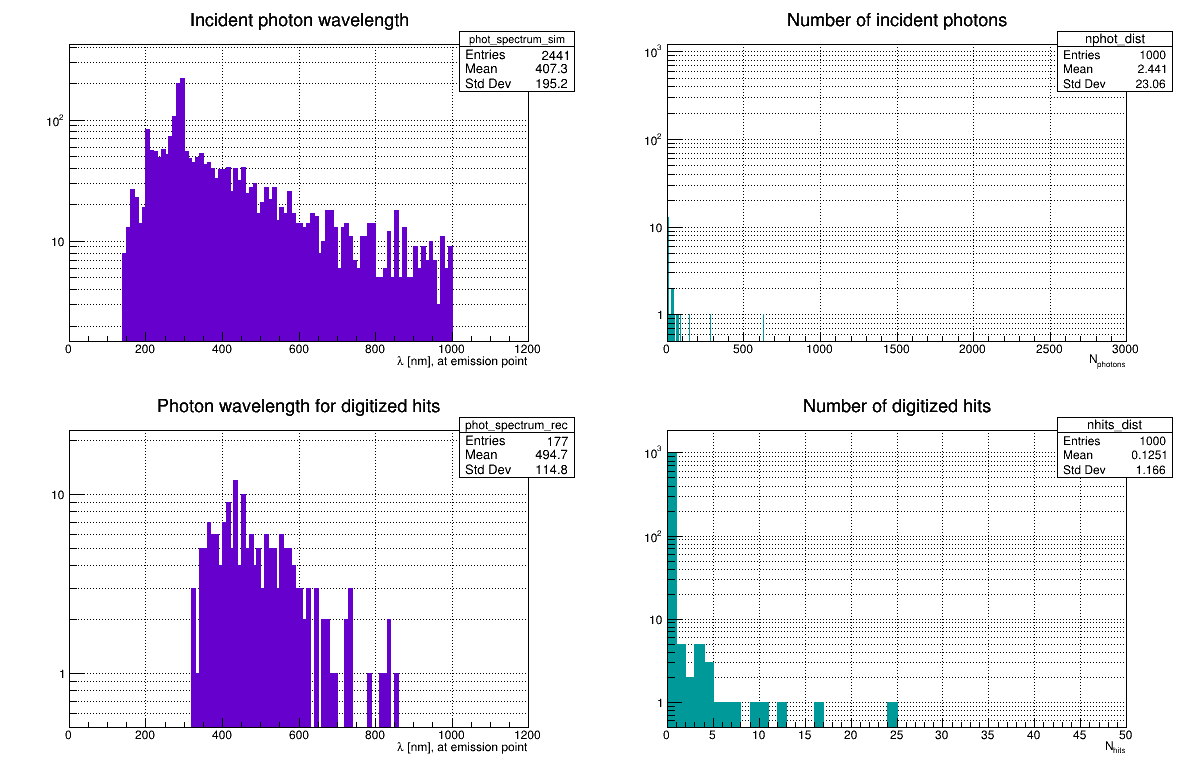 Incident photon wavelength
phot_spectrum_sim
Entries 2441
Mean 407.3
Std Dev 195.2
10²
10
0 200 400 600 800 1000 1200
λ [nm], at emission point
Number of incident photons
nphot_dist
Entries 1000
Mean 2.441
Std Dev 23.06
10³
10²
10
1
0 500 1000 1500 2000 2500 3000
N_photons
Photon wavelength for digitized hits
phot_spectrum_rec
Entries 177
Mean 494.7
Std Dev 114.8
10
1
0 200 400 600 800 1000 1200
λ [nm], at emission point
Number of digitized hits
nhits_dist
Entries 1000
Mean 0.1251
Std Dev 1.166
10³
10²
10
1
0 5 10 15 20 25 30 35 40 45 50
N_hits